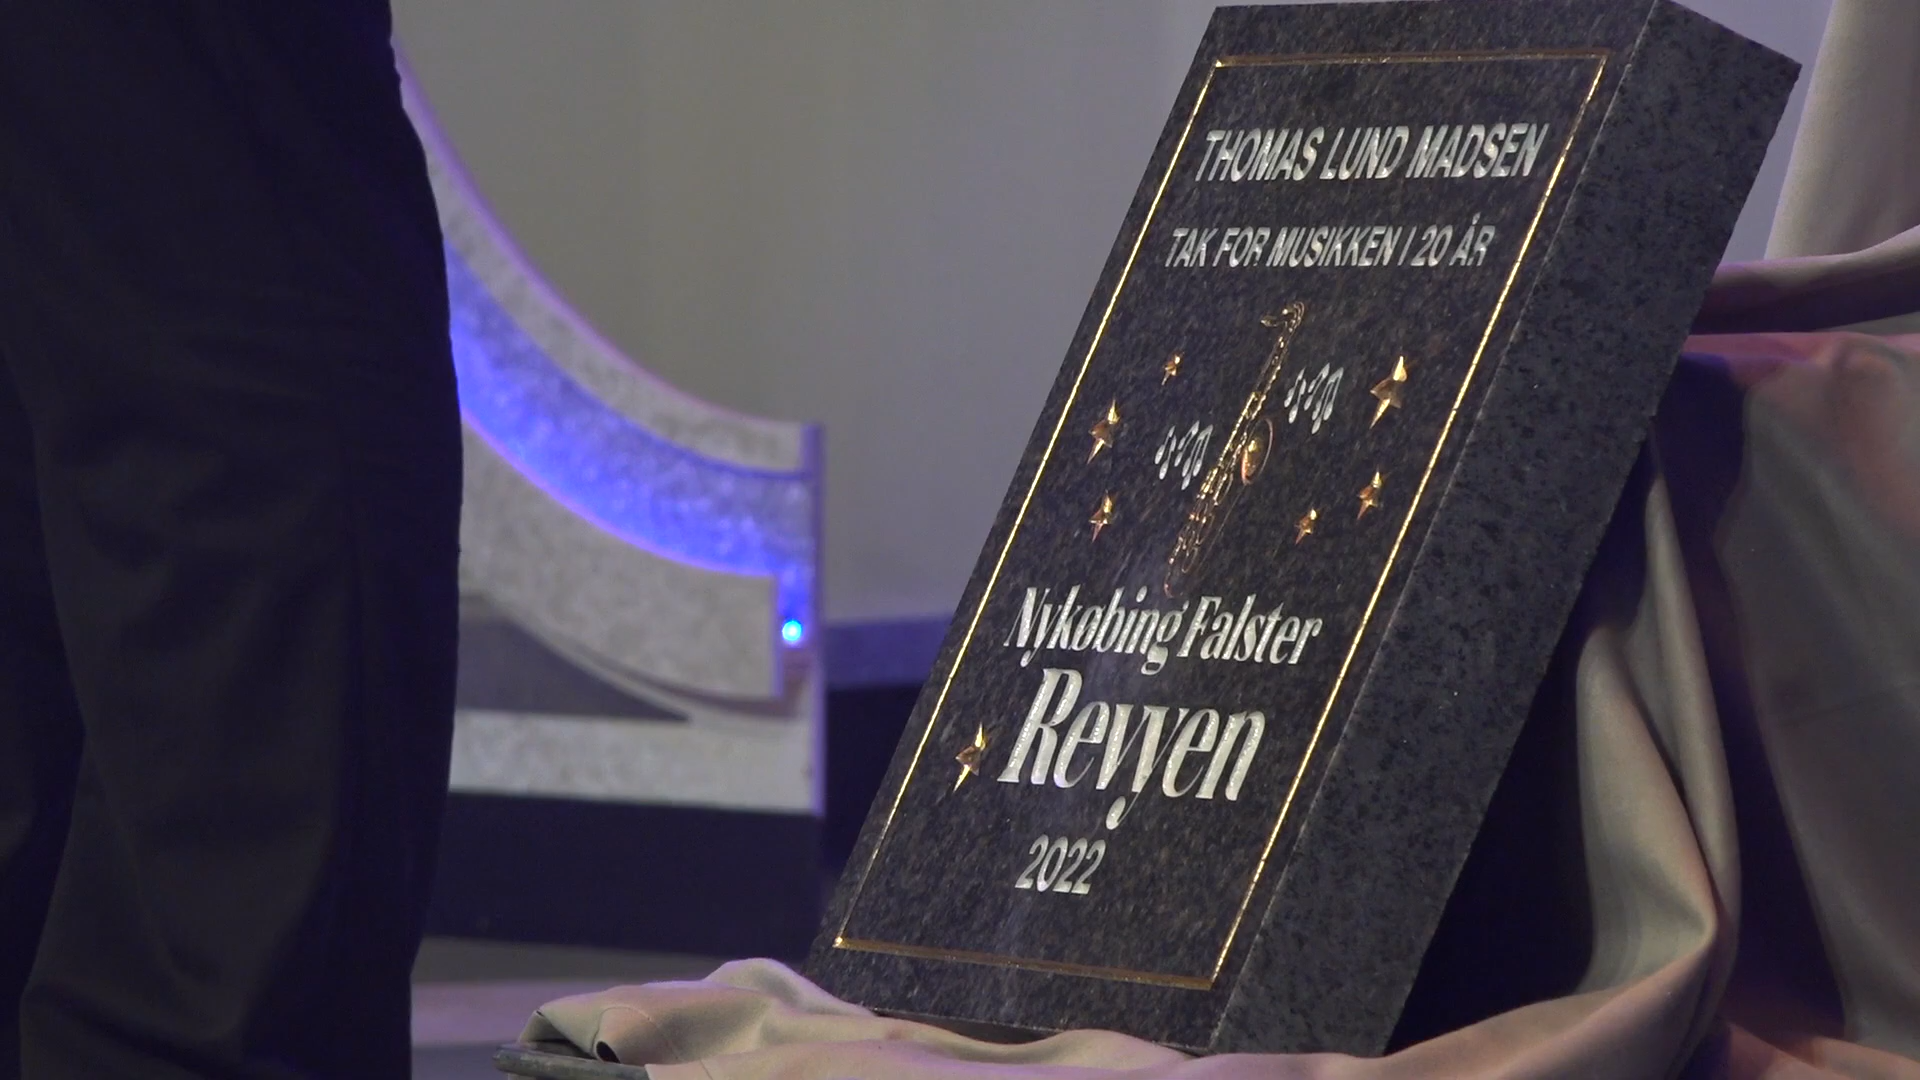 THOMAS LUND MADSEN
TAK FOR MUSIKKEN I 20 ÅR
Nykøbing Falster
Revyen
2022